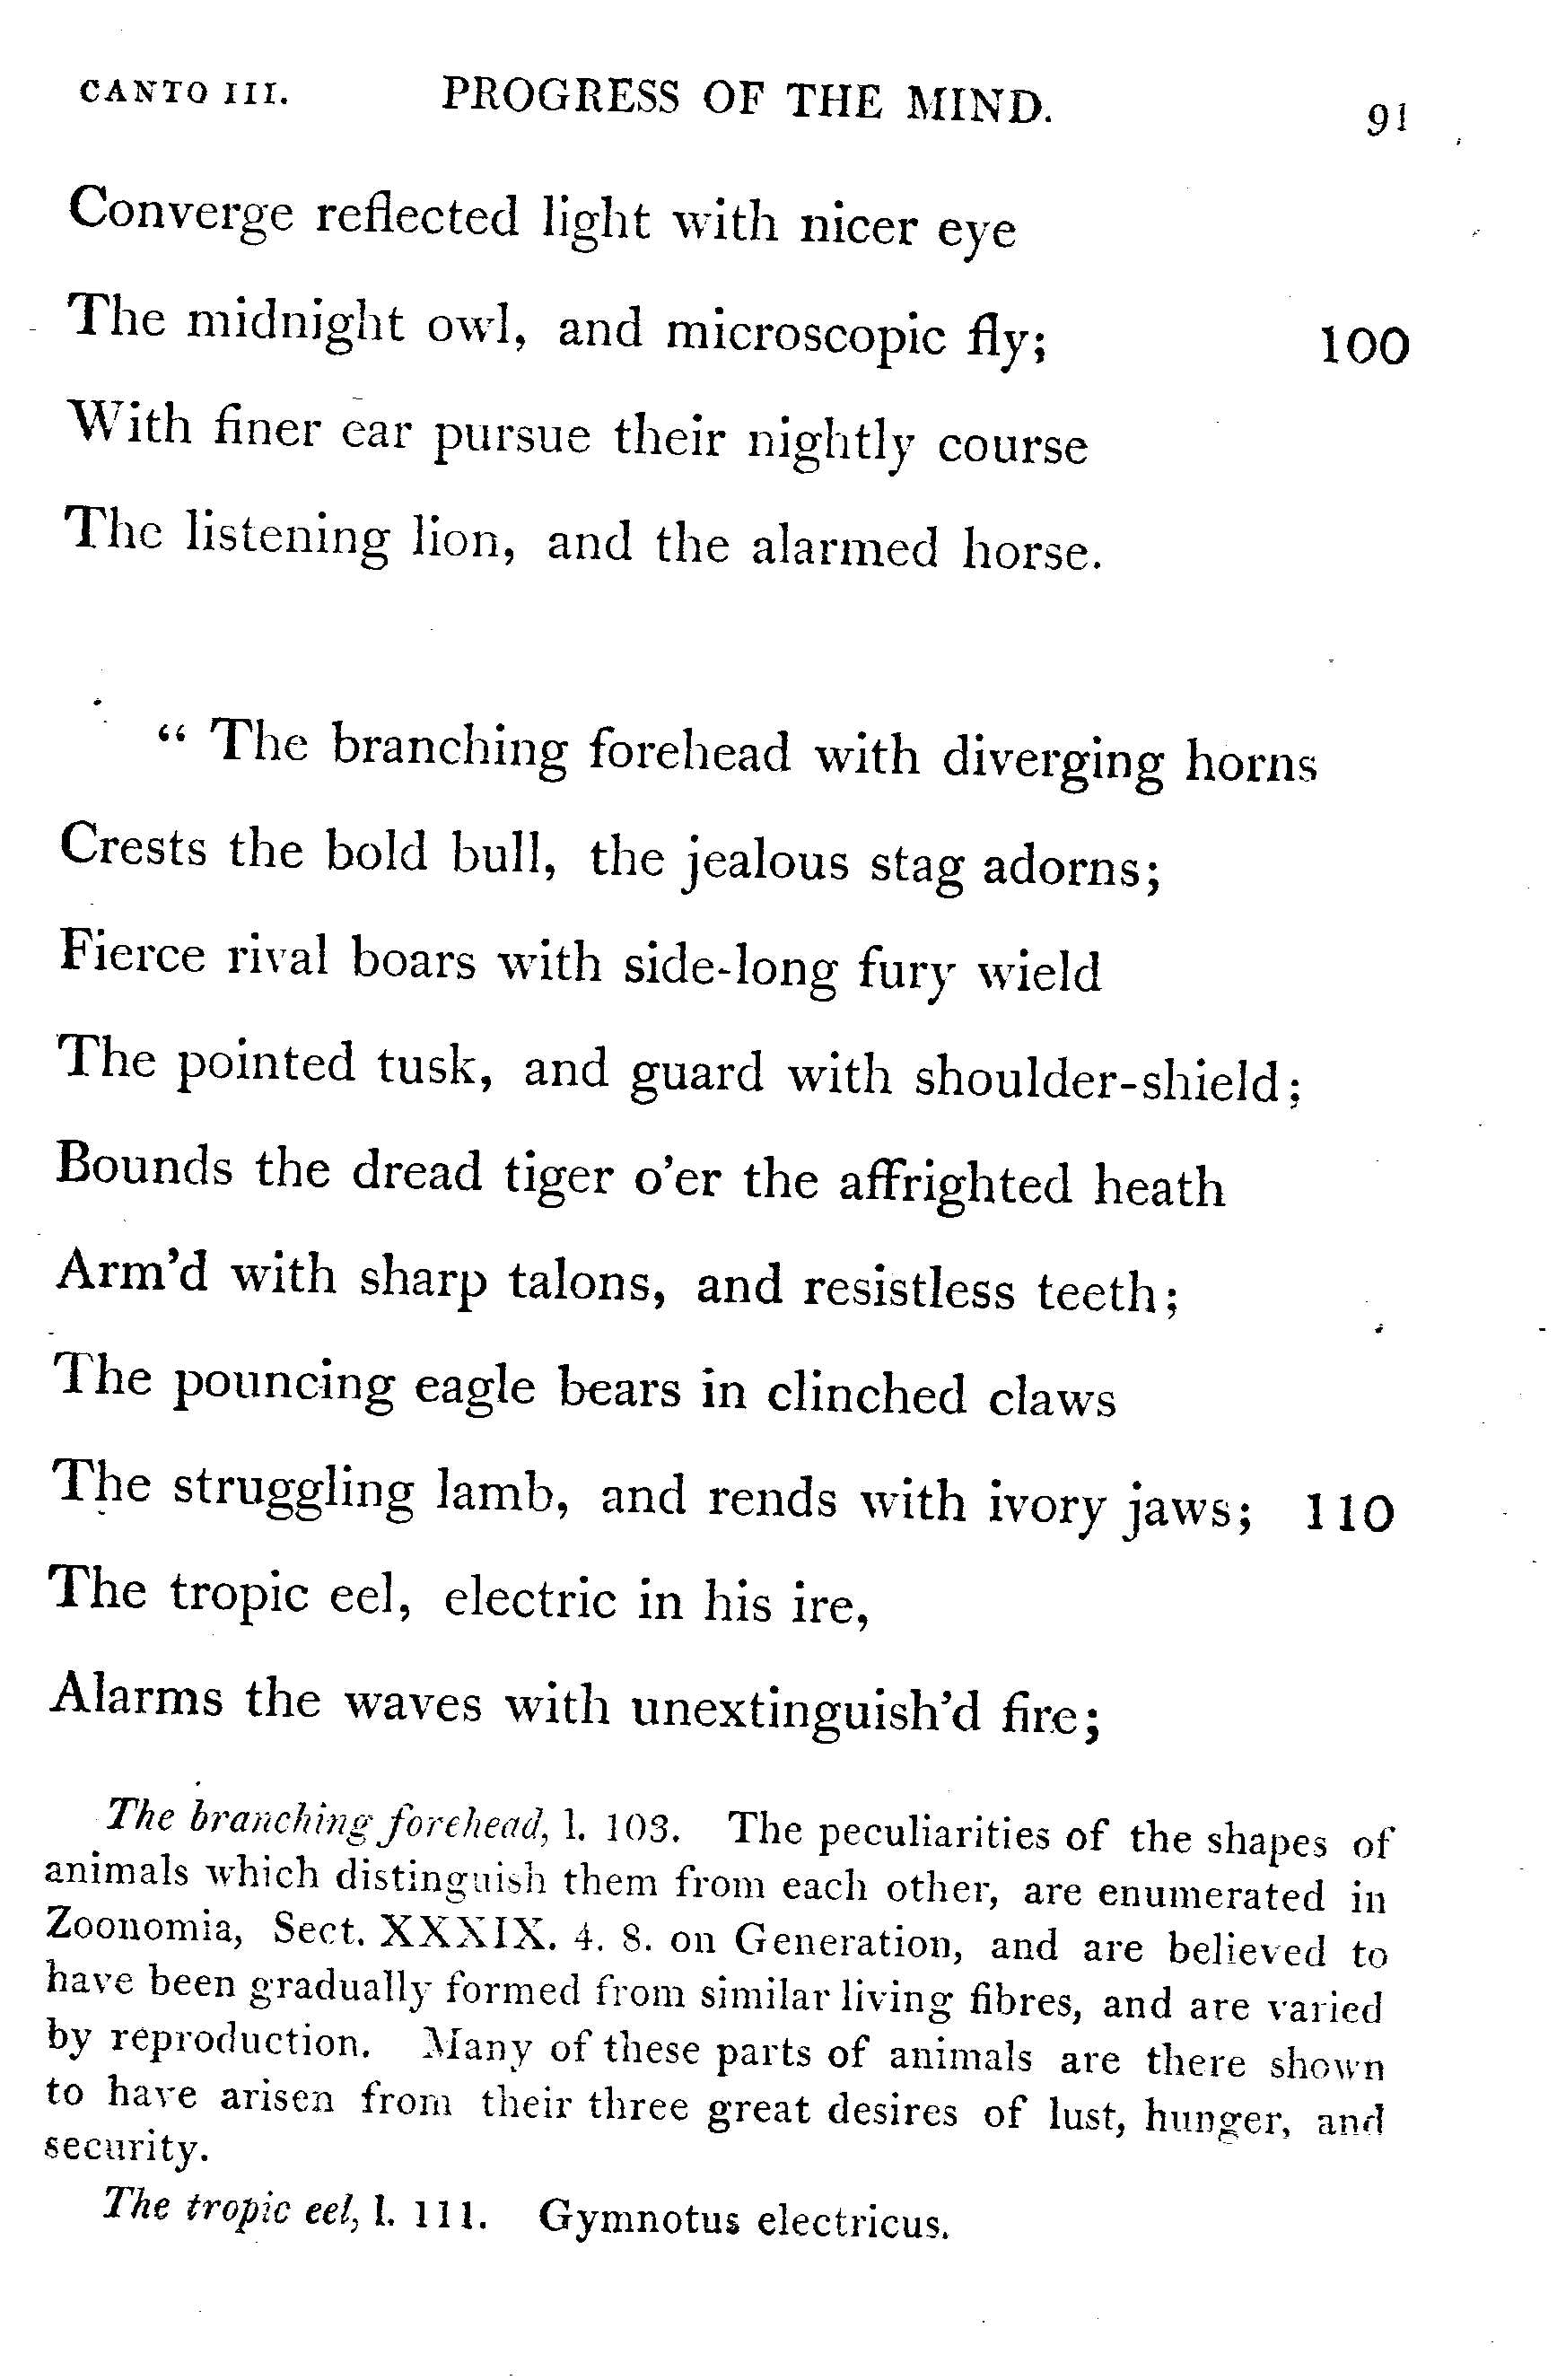 CANTO III. PROGRESS OF THE MIND. 91
Converge reflected light with nicer eye
The midnight owl, and microscopic fly; 100
With finer ear pursue their nightly course
The listening lion, and the alarmed horse.
“ The branching forehead with diverging horns
Crests the bold bull, the jealous stag adorns;
Fierce rival boars with side-long fury wield
The pointed tusk, and guard with shoulder-shield;
Bounds the dread tiger o’er the affrighted heath
Arm’d with sharp talons, and resistless teeth;
The pouncing eagle bears in clinched claws
The struggling lamb, and rends with ivory jaws; 110
The tropic eel, electric in his ire,
Alarms the waves with unextinguish’d fire;
The branching forehead, l. 103. The peculiarities of the shapes of
animals which distinguish them from each other, are enumerated in
Zoonomia, Sect. XXXIX. 4. 8. on Generation, and are believed to
have been gradually formed from similar living fibres, and are varied
by reproduction. Many of these parts of animals are there shown
to have arisen from their three great desires of lust, hunger, and
security.
The tropic eel, l. 111. Gymnotus electricus.